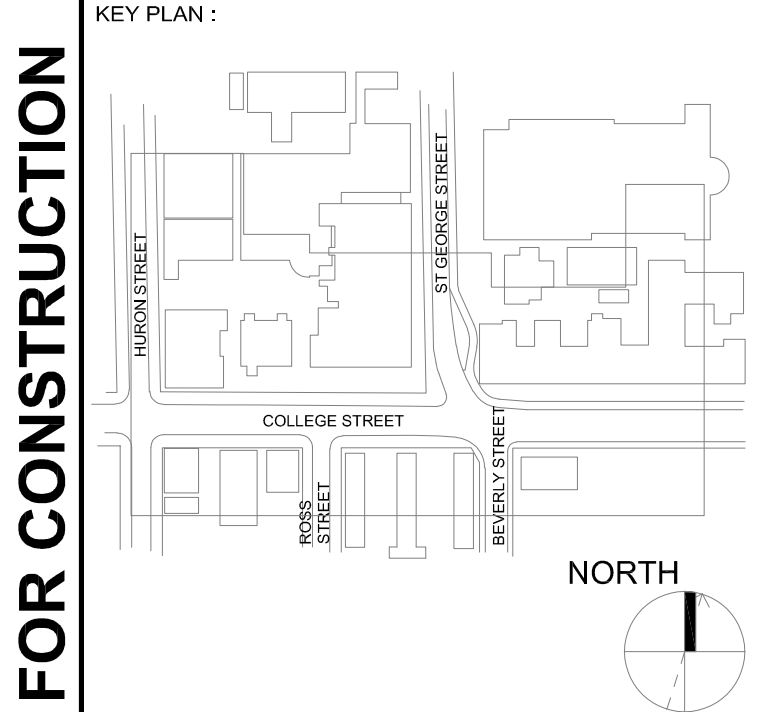 KEY PLAN :
FOR CONSTRUCTION
HURON STREET
ST GEORGE STREET
COLLEGE STREET
ROSS
STREET
BEVERLY STREET
NORTH